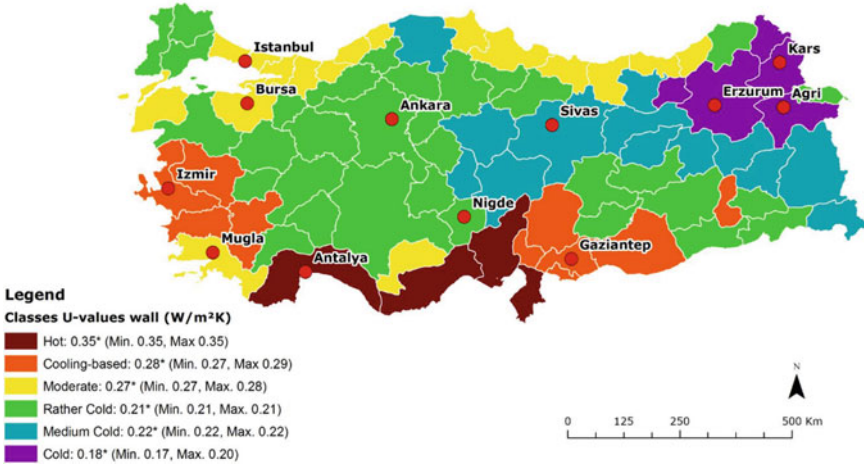 Istanbul
Kars
Bursa
Erzurum
Agri
Ankara
Sivas
Izmir
Nigde
Mugla
Gaziantep
Antalya
Legend
Classes U-values wall (W/m²K)
Hot: 0.35* (Min. 0.35, Max 0.35)
Cooling-based: 0.28* (Min. 0.27, Max 0.29)
Moderate: 0.27* (Min. 0.27, Max. 0.28)
Rather Cold: 0.21* (Min. 0.21, Max. 0.21)
Medium Cold: 0.22* (Min. 0.22, Max. 0.22)
Cold: 0.18* (Min. 0.17, Max. 0.20)
N
0 125 250 500 Km